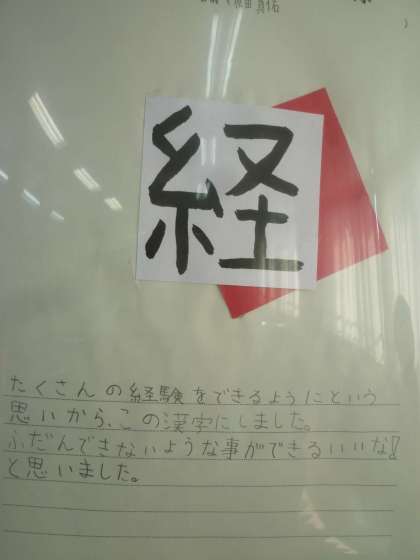 経
たくさんの経験をできるようにという
思いから、この漢字にしました。
ふだんできないような事ができるいいな!
と思いました。